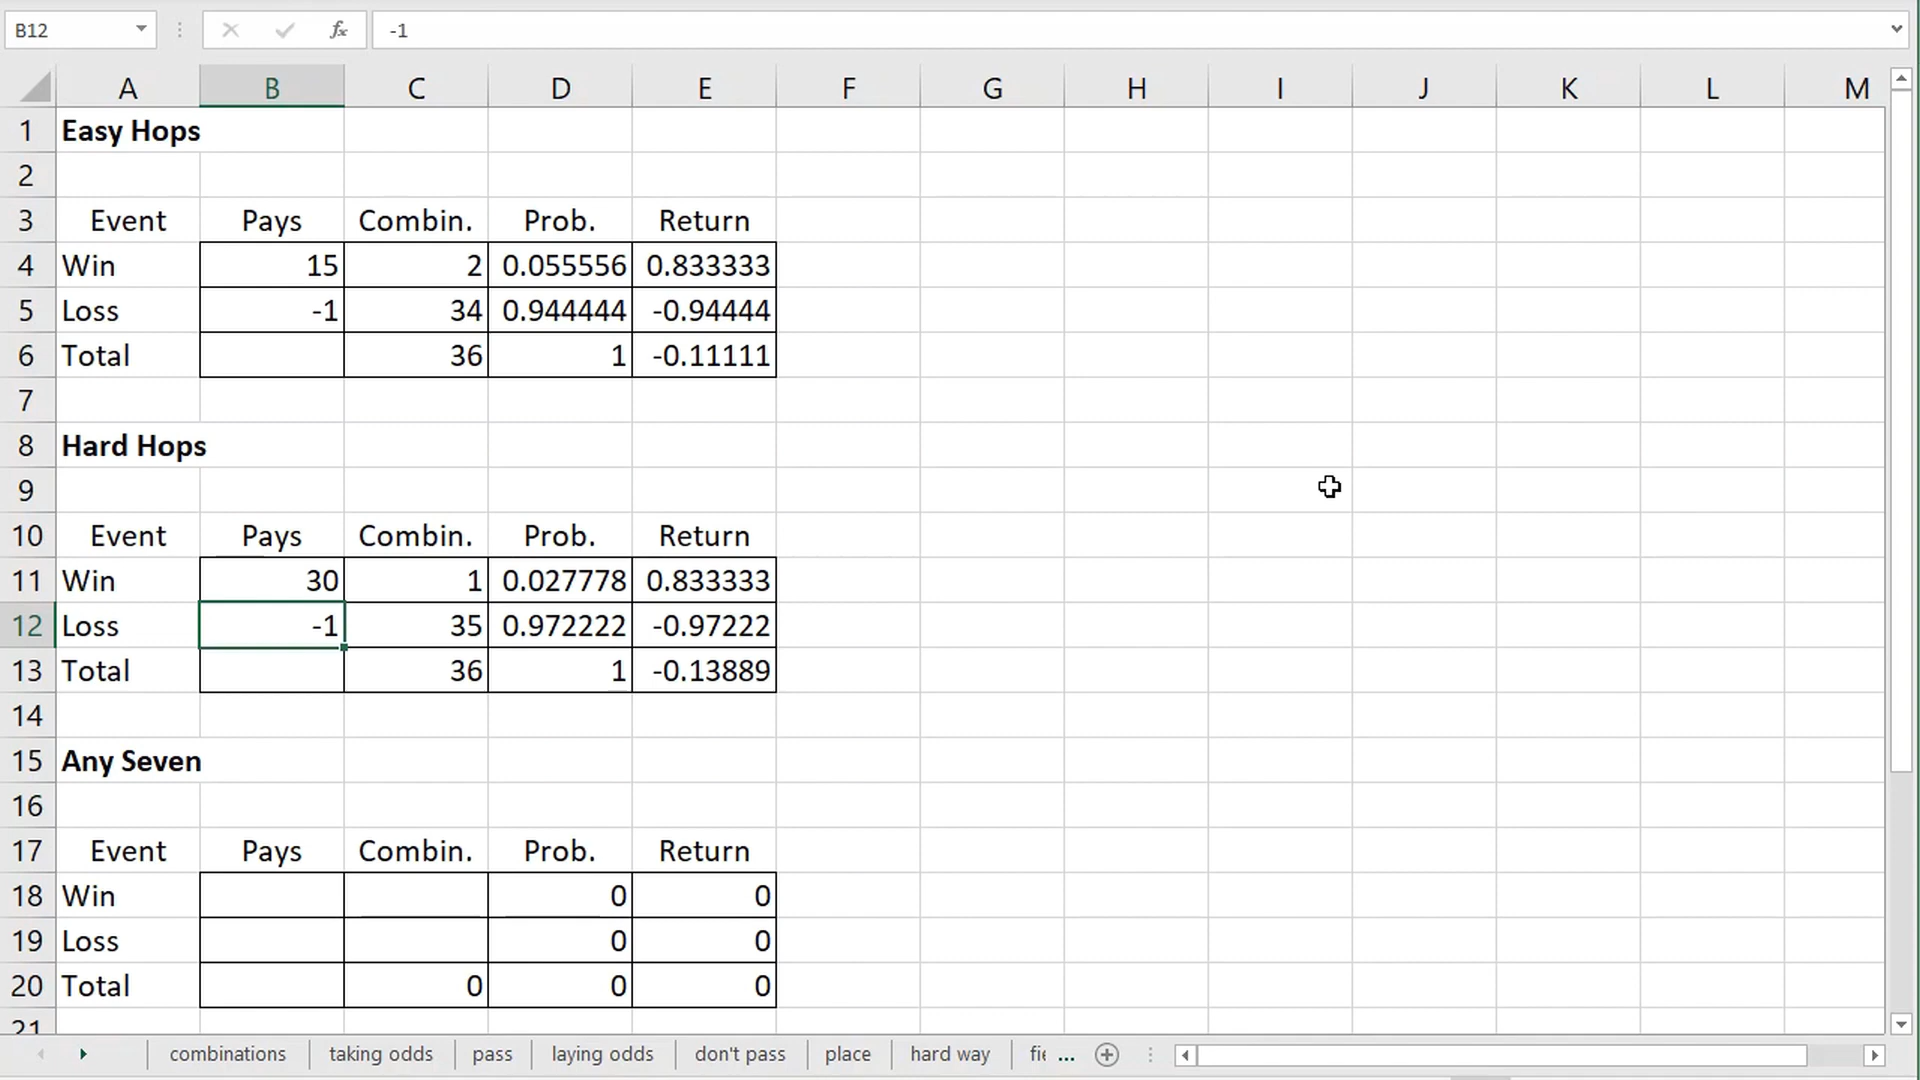 B12 fx -1
A B C D E F G H I J K L M
1 Easy Hops
2
3 Event Pays Combin. Prob. Return
4 Win 15 2 0.055556 0.833333
5 Loss -1 34 0.944444 -0.94444
6 Total 36 1 -0.11111
7
8 Hard Hops
9
10 Event Pays Combin. Prob. Return
11 Win 30 1 0.027778 0.833333
12 Loss -1 35 0.972222 -0.97222
13 Total 36 1 -0.13889
14
15 Any Seven
16
17 Event Pays Combin. Prob. Return
18 Win 0 0
19 Loss 0 0
20 Total 0 0 0
21
combinations taking odds pass laying odds don't pass place hard way fie ...